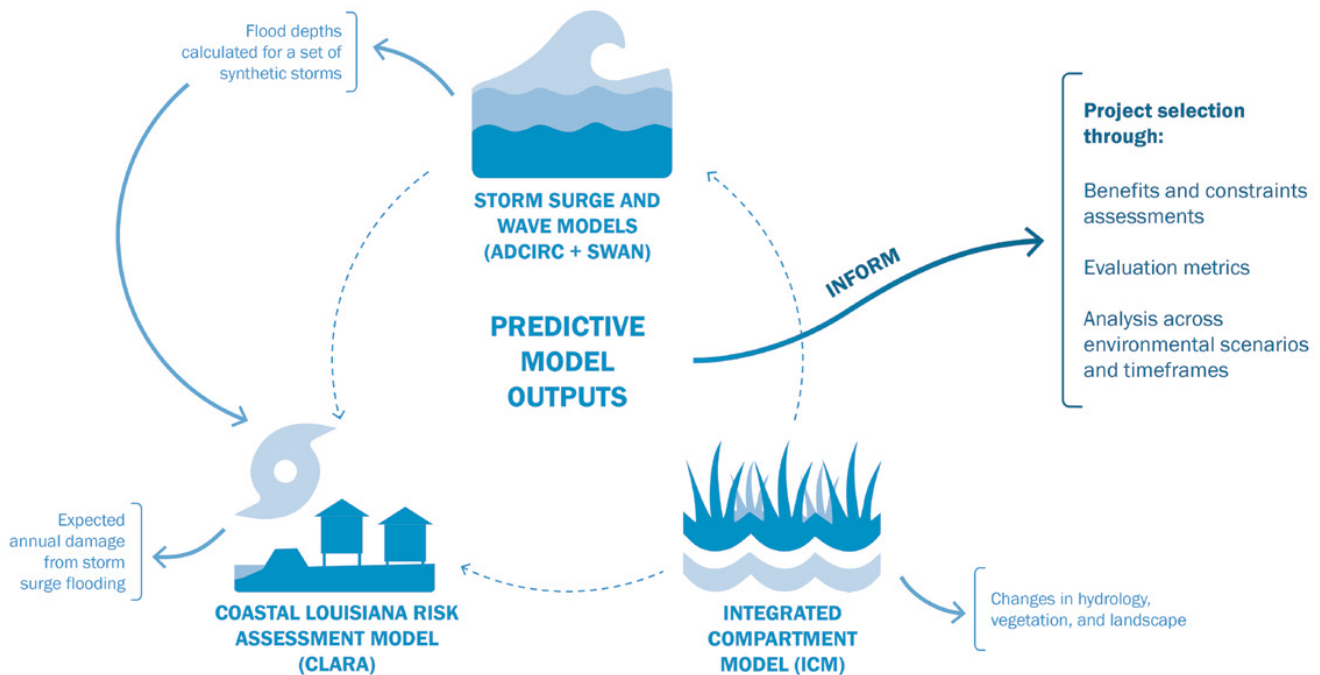 Flood depths
calculated for a set of
synthetic storms
STORM SURGE AND
WAVE MODELS
(ADCIRC + SWAN)
PREDICTIVE
MODEL
OUTPUTS
INFORM
Project selection
through:
Benefits and constraints
assessments
Evaluation metrics
Analysis across
environmental scenarios
and timeframes
Expected
annual damage
from storm
surge flooding
COASTAL LOUISIANA RISK
ASSESSMENT MODEL
(CLARA)
INTEGRATED
COMPARTMENT
MODEL (ICM)
Changes in hydrology,
vegetation, and landscape